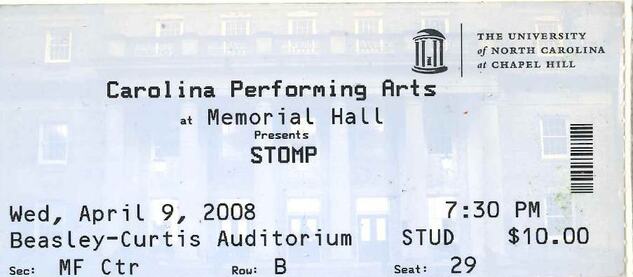 THE UNIVERSITY
of NORTH CAROLINA
at CHAPEL HILL
Carolina Performing Arts
at Memorial Hall
Presents
STOMP
Wed, April 9, 2008 7:30 PM
Beasley-Curtis Auditorium STUD $10.00
Sec: MF Ctr Row: B Seat: 29